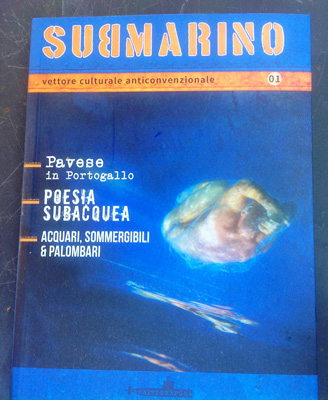 SUBMARINO
vettore culturale anticonvenzionale 01
Pavese
in Portogallo
POESIA
SUBACQUEA
ACQUARI, SOMMERGIBILI
& PALOMBARI